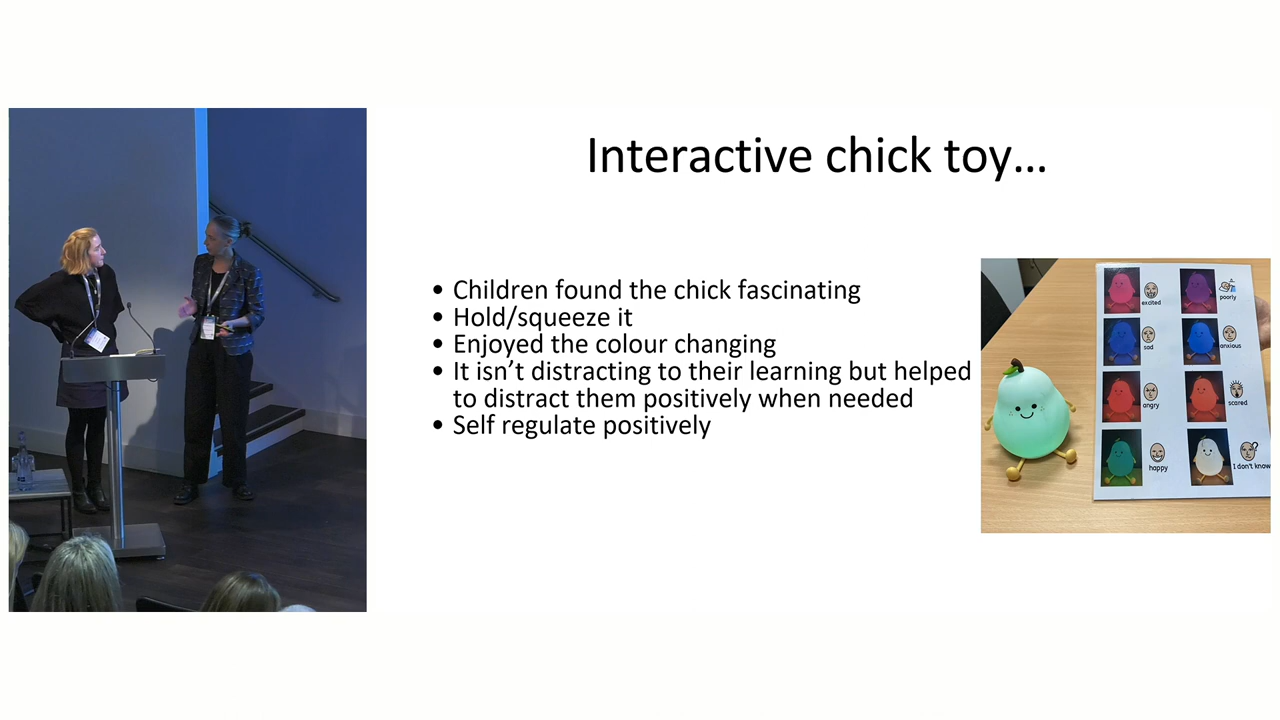 Interactive chick toy…
• Children found the chick fascinating
• Hold/squeeze it
• Enjoyed the colour changing
• It isn’t distracting to their learning but helped
to distract them positively when needed
• Self regulate positively
excited
poorly
sad
anxious
angry
scared
happy
I don't know